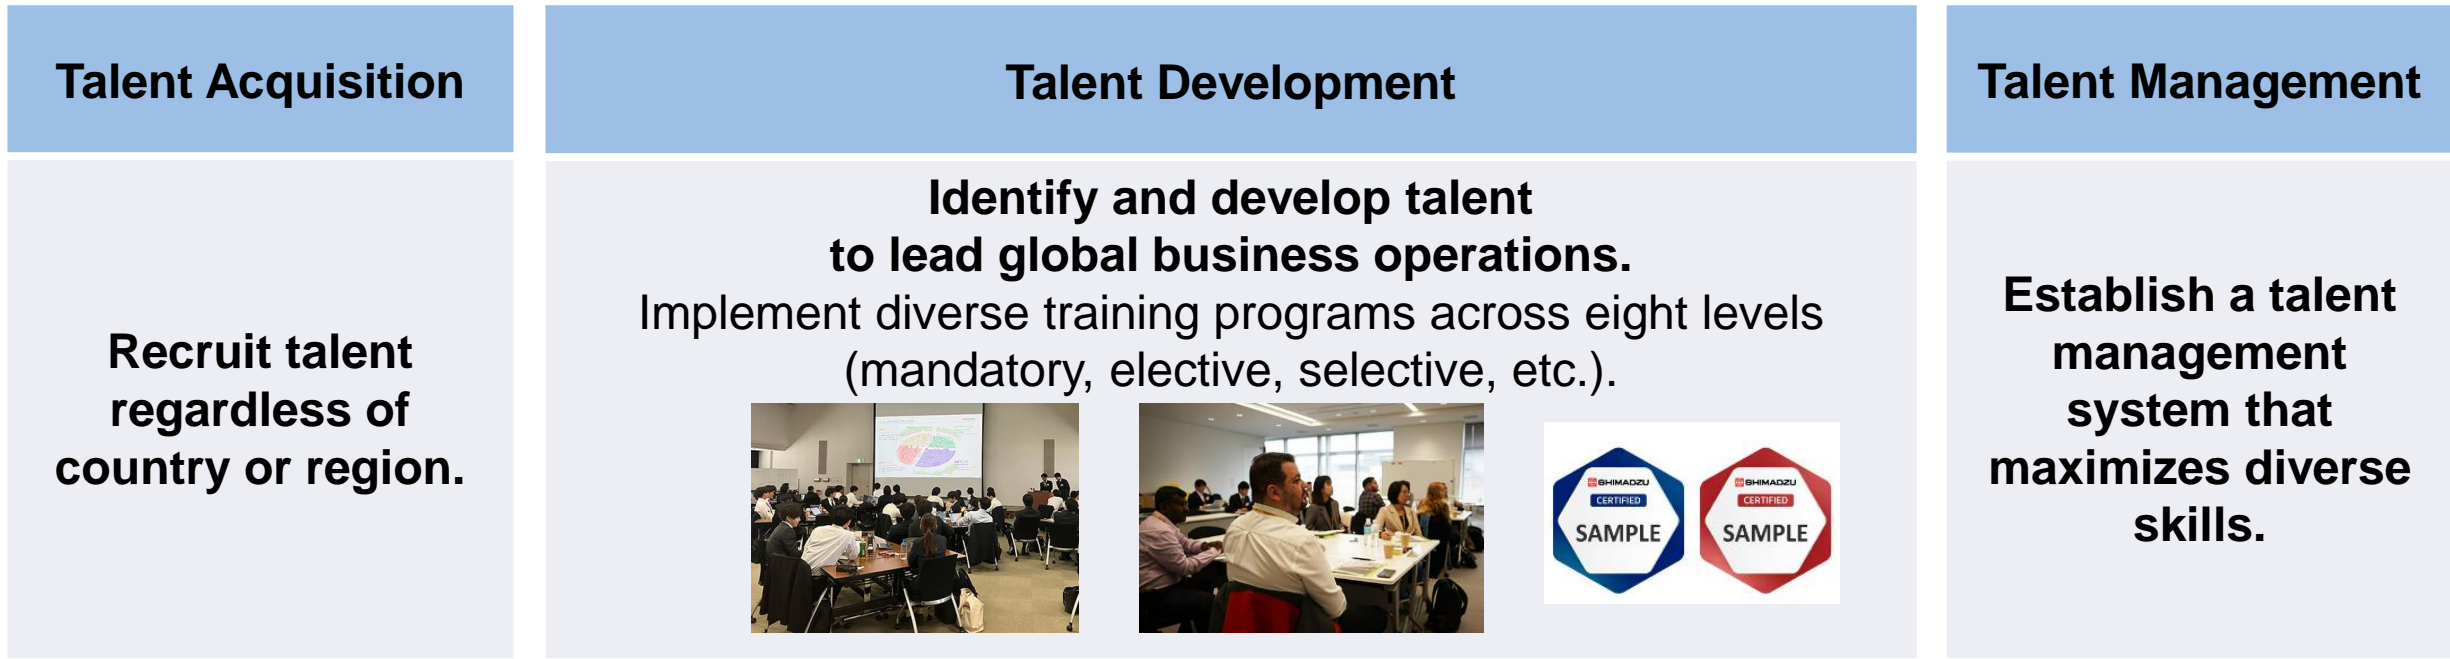 Talent Acquisition
Recruit talent
regardless of
country or region.
Talent Development
Identify and develop talent
to lead global business operations.
Implement diverse training programs across eight levels
(mandatory, elective, selective, etc.).
SHIMADZU
CERTIFIED
SAMPLE
SHIMADZU
CERTIFIED
SAMPLE
Talent Management
Establish a talent
management
system that
maximizes diverse
skills.